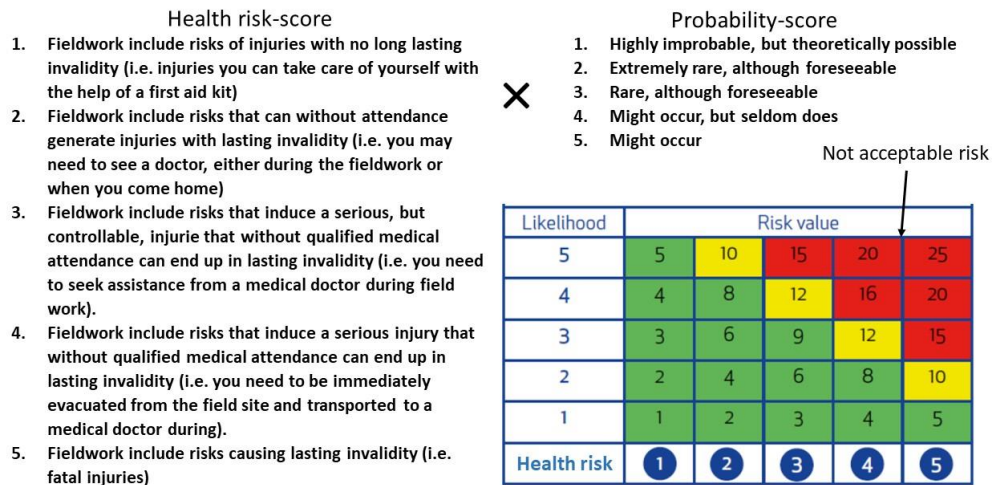 Health risk-score
1. Fieldwork include risks of injuries with no long lasting
invalidity (i.e. injuries you can take care of yourself with
the help of a first aid kit)
2. Fieldwork include risks that can without attendance
generate injuries with lasting invalidity (i.e. you may
need to see a doctor, either during the fieldwork or
when you come home)
3. Fieldwork include risks that induce a serious, but
controllable, injurie that without qualified medical
attendance can end up in lasting invalidity (i.e. you need
to seek assistance from a medical doctor during field
work).
4. Fieldwork include risks that induce a serious injury that
without qualified medical attendance can end up in
lasting invalidity (i.e. you need to be immediately
evacuated from the field site and transported to a
medical doctor during).
5. Fieldwork include risks causing lasting invalidity (i.e.
fatal injuries)
×
Probability-score
1. Highly improbable, but theoretically possible
2. Extremely rare, although foreseeable
3. Rare, although foreseeable
4. Might occur, but seldom does
5. Might occur
Not acceptable risk
Likelihood Risk value
5 5 10 15 20 25
4 4 8 12 16 20
3 3 6 9 12 15
2 2 4 6 8 10
1 1 2 3 4 5
Health risk 1 2 3 4 5